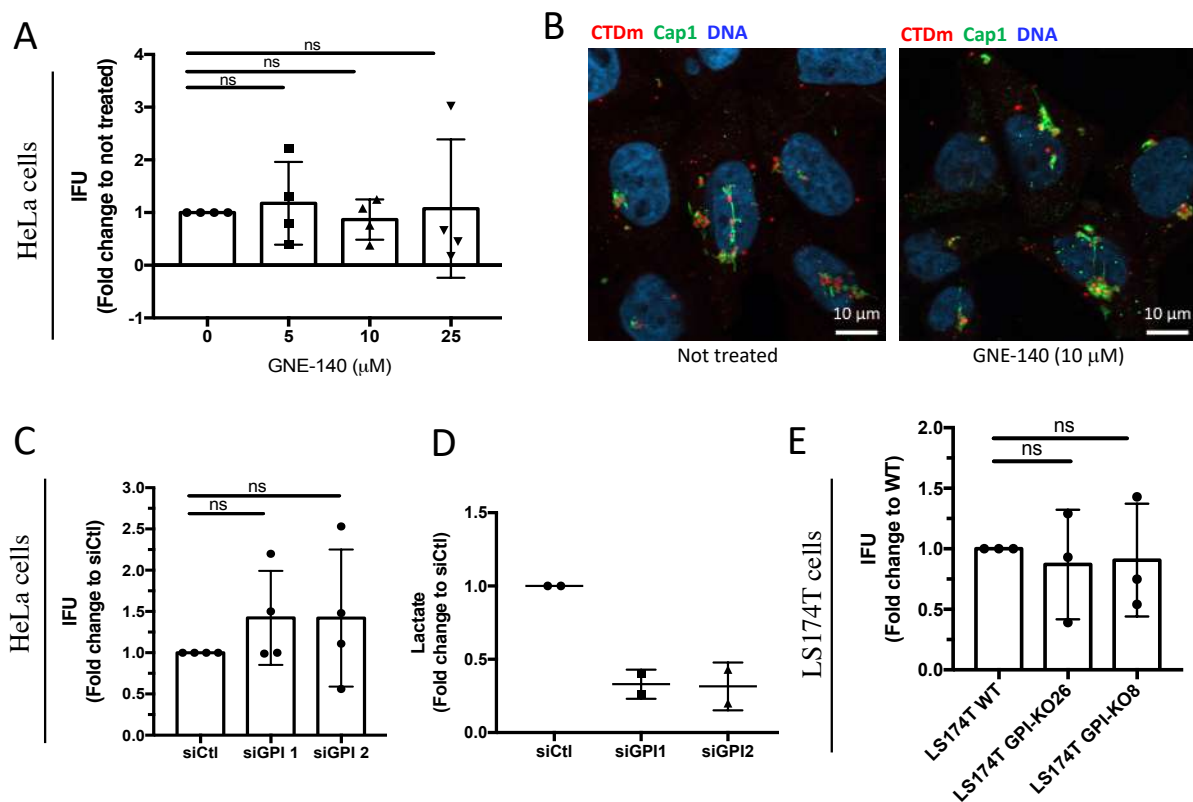 A
HeLa cells
IFU
(Fold change to not treated)
4
3
2
1
0
-1
ns
ns
ns
0 5 10 25
GNE-140 (μM)
B
CTDm Cap1 DNA
CTDm Cap1 DNA
10 μm
10 μm
Not treated
GNE-140 (10 μM)
C
HeLa cells
IFU
(Fold change to siCtl)
3.0
2.5
2.0
1.5
1.0
0.5
0.0
ns
ns
siCtl siGPI 1 siGPI 2
D
Lactate
(Fold change to siCtl)
1.5
1.0
0.5
0.0
siCtl siGPI1 siGPI2
E
LS174T cells
IFU
(Fold change to WT)
2.0
1.5
1.0
0.5
0.0
ns
ns
LS174T WT
LS174T GPI-KO26
LS174T GPI-KO8